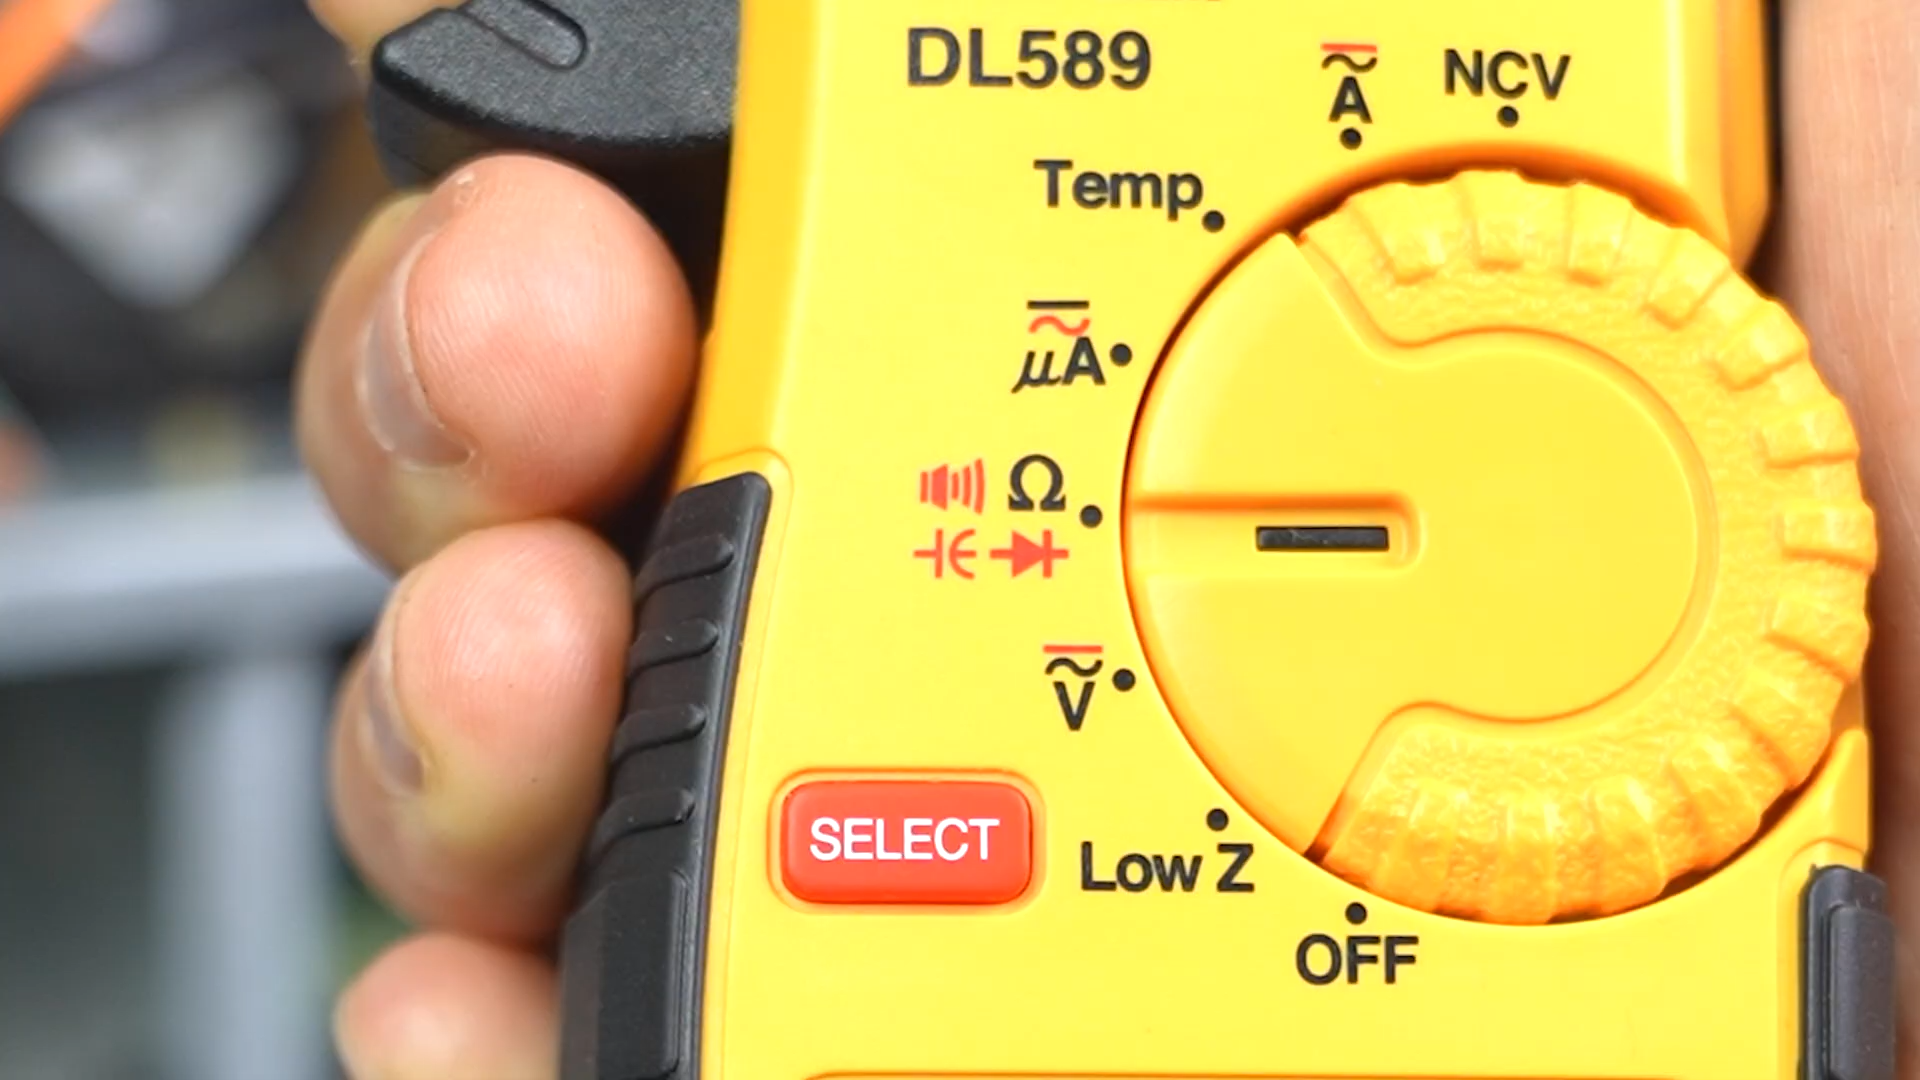 DL589
A
NCV
Temp
μA
Ω
V
SELECT
Low Z
OFF